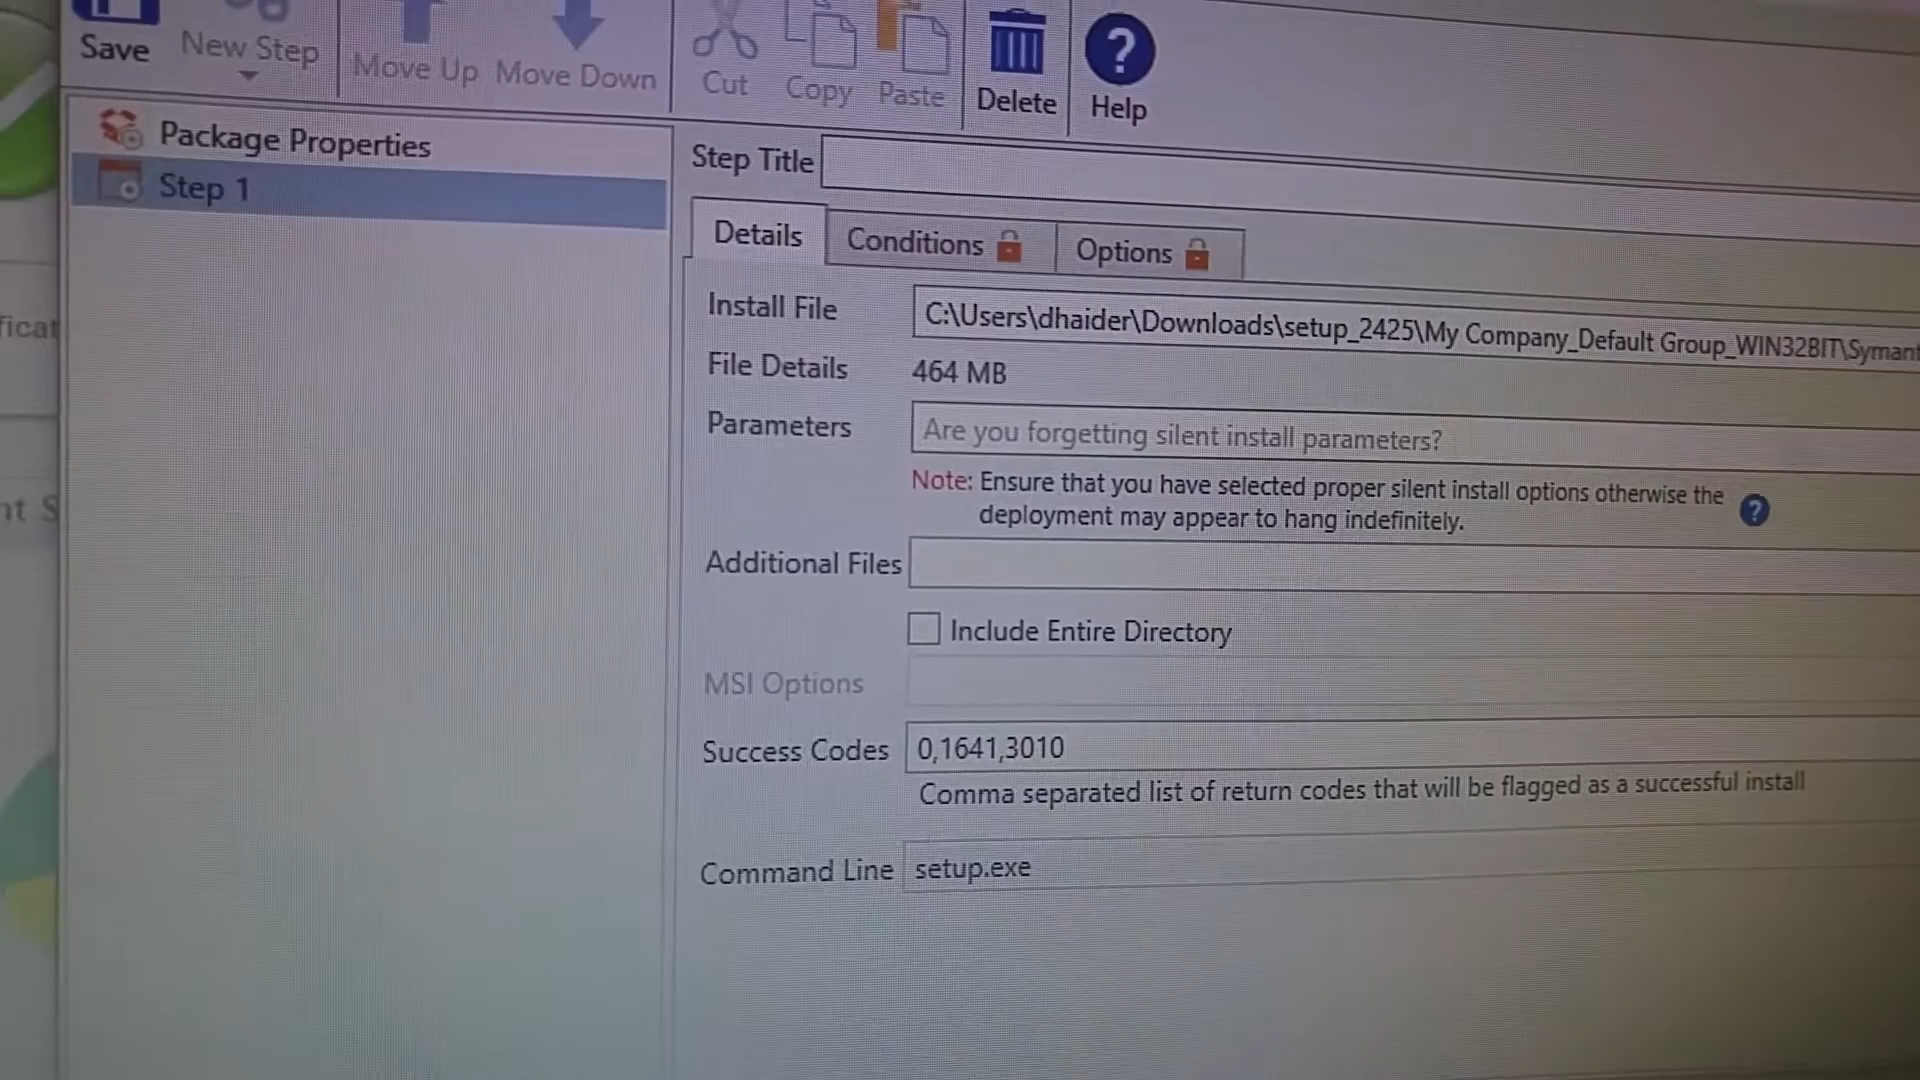 Save
New Step
Move Up
Move Down
Cut
Copy
Paste
Delete
Help
Package Properties
Step 1
Step Title
Details
Conditions
Options
Install File
C:\Users\dhaider\Downloads\setup_2425\My Company_Default Group_WIN32BIT\Symant
File Details
464 MB
Parameters
Are you forgetting silent install parameters?
Note: Ensure that you have selected proper silent install options otherwise the
deployment may appear to hang indefinitely.
Additional Files
Include Entire Directory
MSI Options
Success Codes
0,1641,3010
Comma separated list of return codes that will be flagged as a successful install
Command Line
setup.exe
ficat
nt S